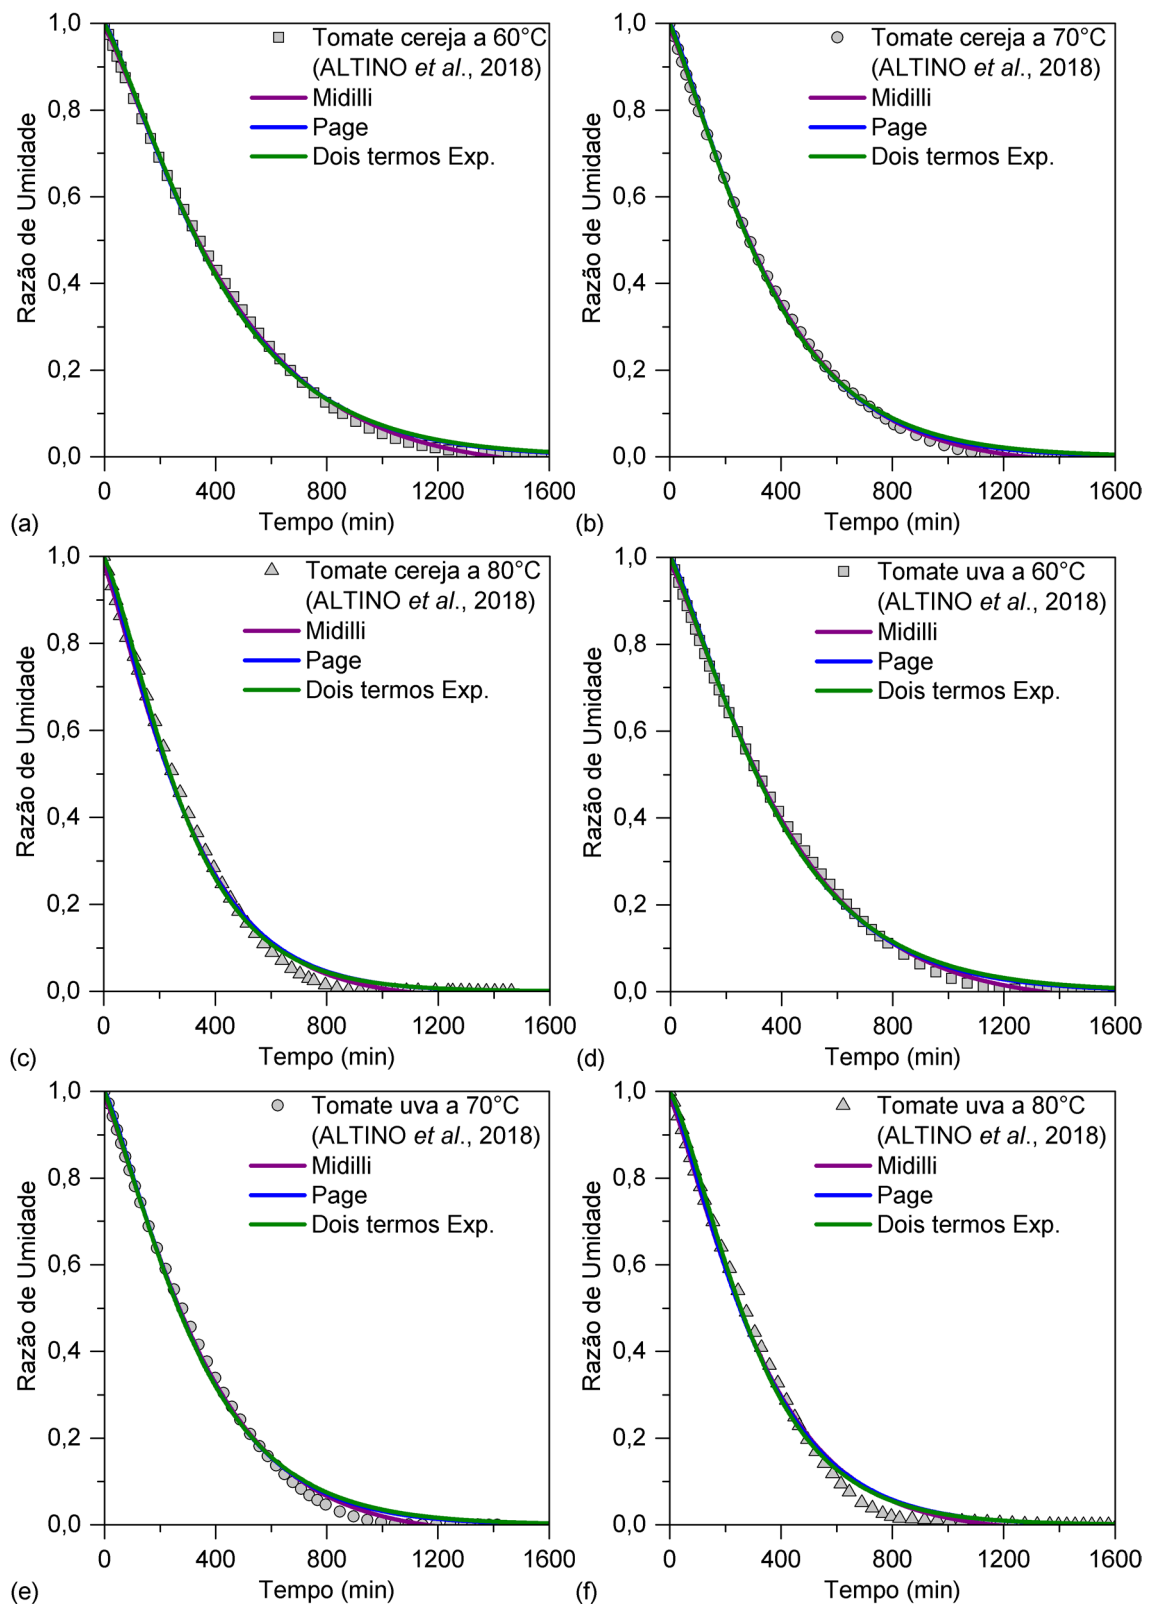 1,0
0,8
0,6
0,4
0,2
0,0
Razão de Umidade
Tomate cereja a 60°C
(ALTINO et al., 2018)
Midilli
Page
Dois termos Exp.
0 400 800 1200 1600
Tempo (min)
(a)
1,0
0,8
0,6
0,4
0,2
0,0
Razão de Umidade
Tomate cereja a 70°C
(ALTINO et al., 2018)
Midilli
Page
Dois termos Exp.
0 400 800 1200 1600
Tempo (min)
(b)
1,0
0,8
0,6
0,4
0,2
0,0
Razão de Umidade
Tomate cereja a 80°C
(ALTINO et al., 2018)
Midilli
Page
Dois termos Exp.
0 400 800 1200 1600
Tempo (min)
(c)
1,0
0,8
0,6
0,4
0,2
0,0
Razão de Umidade
Tomate uva a 60°C
(ALTINO et al., 2018)
Midilli
Page
Dois termos Exp.
0 400 800 1200 1600
Tempo (min)
(d)
1,0
0,8
0,6
0,4
0,2
0,0
Razão de Umidade
Tomate uva a 70°C
(ALTINO et al., 2018)
Midilli
Page
Dois termos Exp.
0 400 800 1200 1600
Tempo (min)
(e)
1,0
0,8
0,6
0,4
0,2
0,0
Razão de Umidade
Tomate uva a 80°C
(ALTINO et al., 2018)
Midilli
Page
Dois termos Exp.
0 400 800 1200 1600
Tempo (min)
(f)